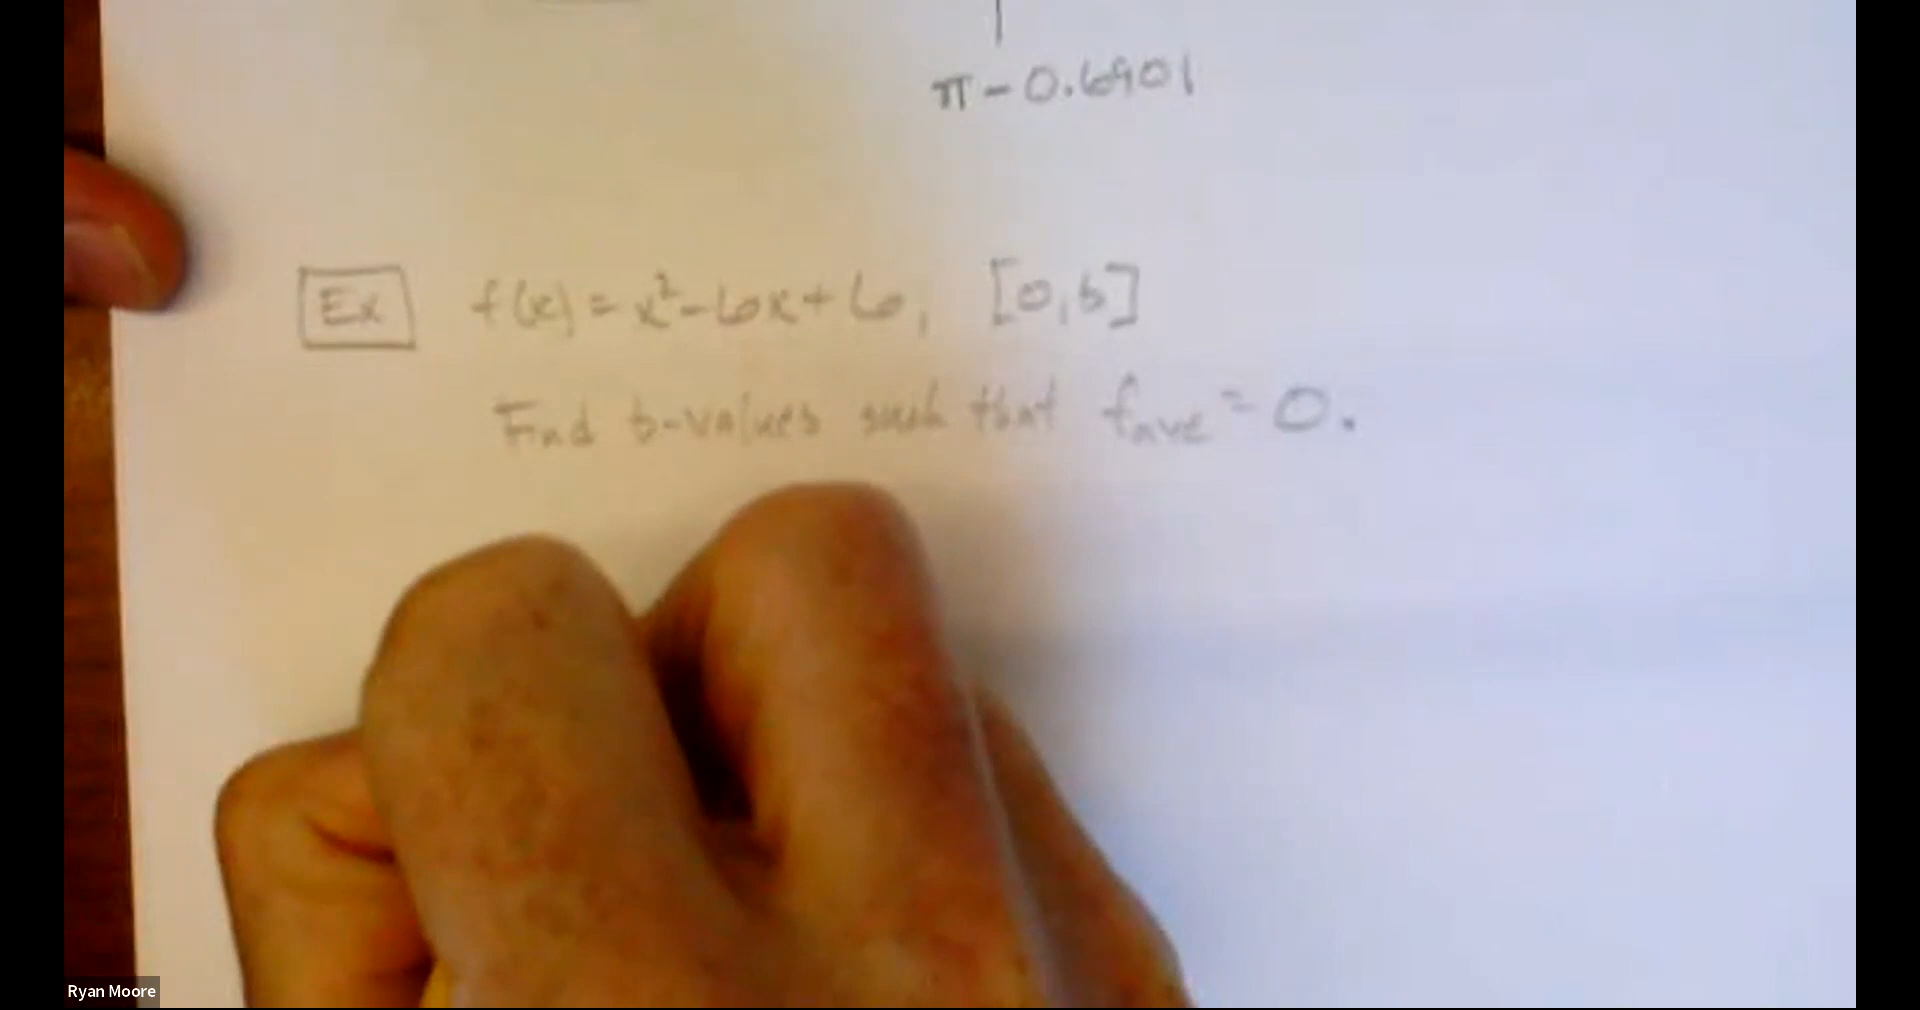 π - 0.6901
Ex f(x) = x² - 6x + 6, [0, b]
Find b-values such that fave = 0.
Ryan Moore